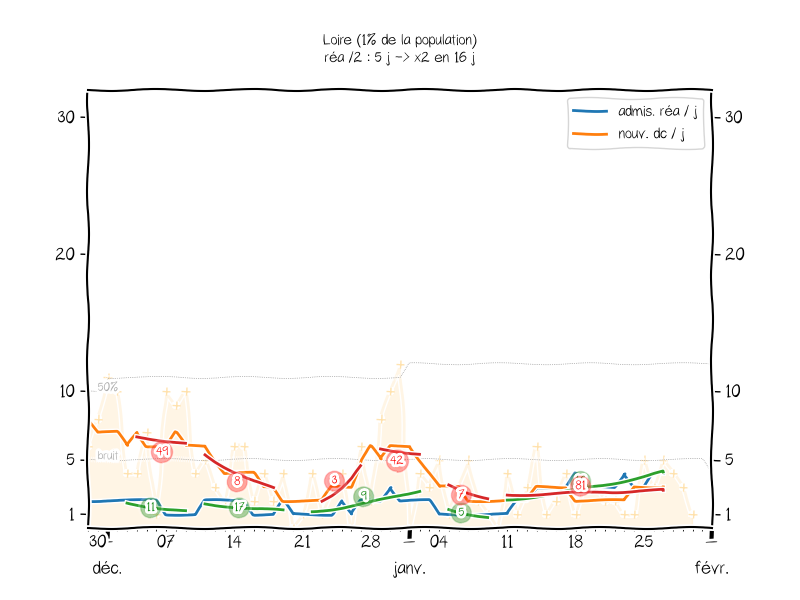 Loire (1% de la population)
réa /2 : 5 j -> x2 en 16 j
admis. réa / j
nouv. dc / j
30 30
20 20
50%
10 10
bruit
5 5
1 1
49
8
3
42
7
81
11
17
9
5
30 07 14 21 28 04 11 18 25
déc. janv. févr.